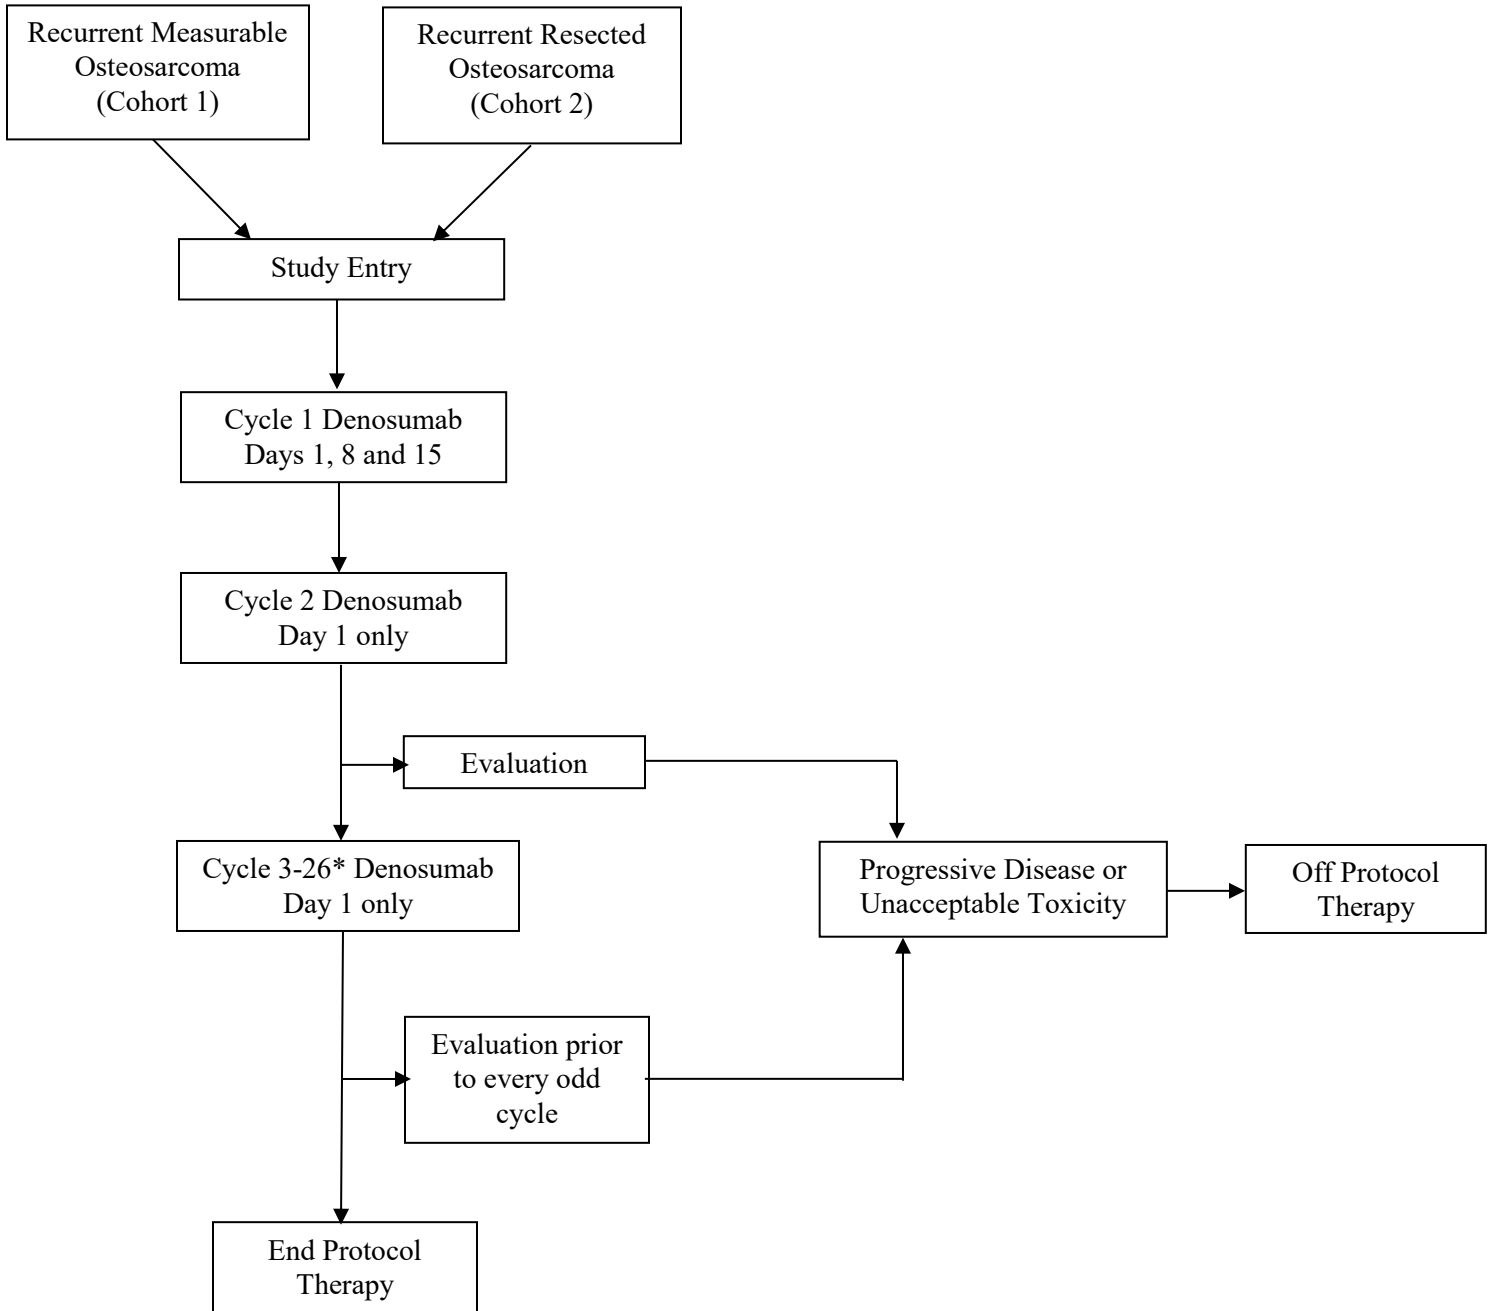 Recurrent Measurable
Osteosarcoma
(Cohort 1)
Recurrent Resected
Osteosarcoma
(Cohort 2)
Study Entry
Cycle 1 Denosumab
Days 1, 8 and 15
Cycle 2 Denosumab
Day 1 only
Evaluation
Cycle 3-26* Denosumab
Day 1 only
Progressive Disease or
Unacceptable Toxicity
Off Protocol
Therapy
Evaluation prior
to every odd
cycle
End Protocol
Therapy